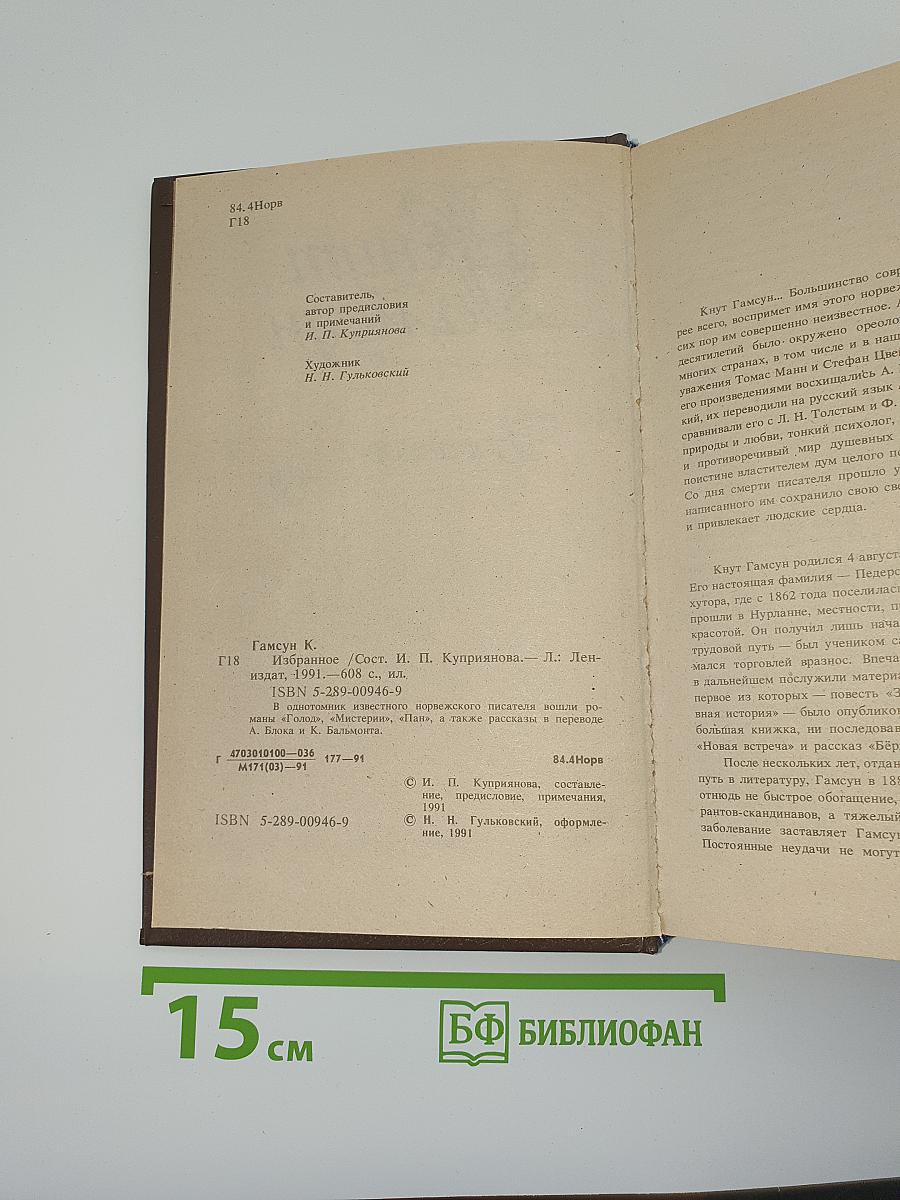 84.4Норв
Г18
Составитель,
автор предисловия
и примечаний
И. П. Куприянова
Художник
Н. Н. Гульковский
Гамсун К.
Г18 Избранное /Сост. И. П. Куприянова.— Л.: Лен-
издат, 1991.—608 с., ил.
ISBN 5-289-00946-9
В однотомник известного норвежского писателя вошли ро-
маны «Голод», «Мистерии», «Пан», а также рассказы в переводе
А. Блока и К. Бальмонта.
Г 4703010100—036 177—91 84.4Норв
М171(03)—91
© И. П. Куприянова, составле-
ние, предисловие, примечания,
1991
ISBN 5-289-00946-9 © Н. Н. Гульковский, оформле-
ние, 1991
Кнут Гамсун... Большинство совр
рее всего, воспримет имя этого норвеж
сих пор им совершенно неизвестное. А
десятилетий было окружено ореоло
многих странах, в том числе и в наш
уважения Томас Манн и Стефан Цвей
его произведениями восхищались А.
кий, их переводили на русский язык
сравнивали его с Л. Н. Толстым и Ф.
природы и любви, тонкий психолог,
и противоречивый мир душевных
поистине властителем дум целого по
Со дня смерти писателя прошло у
написанного им сохранило свою све
и привлекает людские сердца.
Кнут Гамсун родился 4 август
Его настоящая фамилия — Педерс
хутора, где с 1862 года поселилас
прошли в Нурланне, местности, п
красотой. Он получил лишь нача
трудовой путь — был учеником са
мался торговлей вразнос. Впеча
в дальнейшем послужили материа
первое из которых — повесть «З
вная история» — было опубликов
большая книжка, ни последован
«Новая встреча» и рассказ «Бёр
После нескольких лет, отдан
путь в литературу, Гамсун в 188
отнюдь не быстрое обогащение,
рантов-скандинавов, а тяжелый
заболевание заставляет Гамсун
Постоянные неудачи не могут
15 см
БФ БИБЛИОФАН